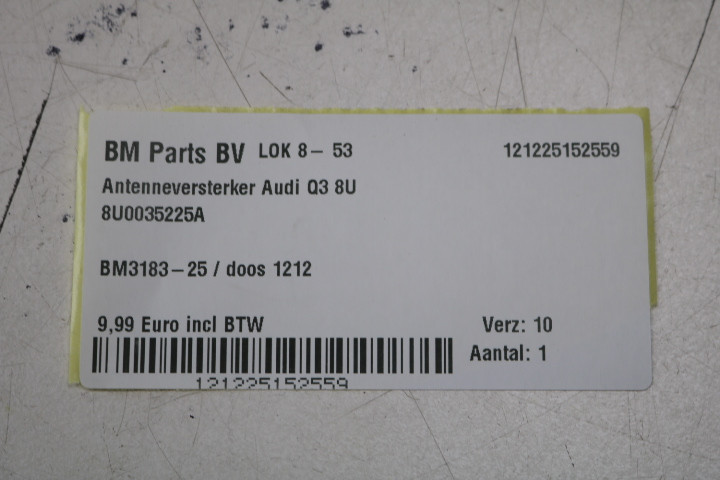 BM Parts BV LOK 8- 53 121225152559
Antenneversterker Audi Q3 8U
8U0035225A
BM3183-25 / doos 1212
9,99 Euro incl BTW Verz: 10
Aantal: 1
121225152559